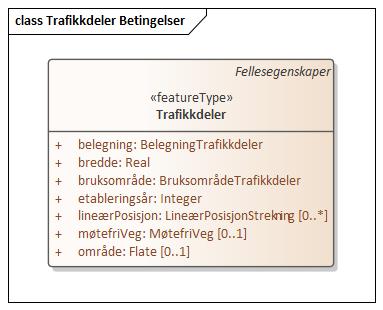 class Trafikkdeler Betingelser
Fellesegenskaper
«featureType»
Trafikkdeler
+ belegning: BelegningTrafikkdeler
+ bredde: Real
+ bruksområde: BruksområdeTrafikkdeler
+ etableringsår: Integer
+ lineærPosisjon: LineærPosisjonStrekning [0..*]
+ møtefriVeg: MøtefriVeg [0..1]
+ område: Flate [0..1]